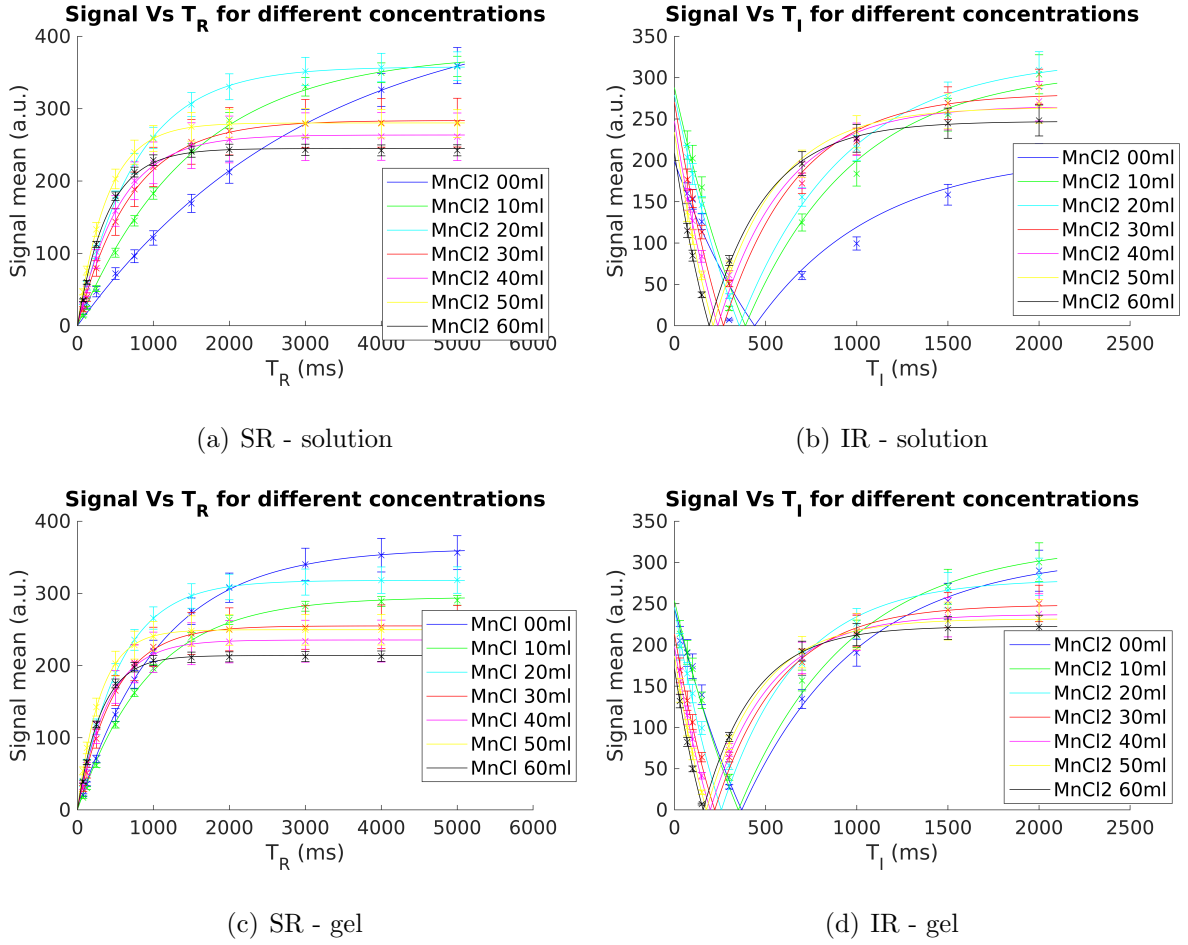 Signal Vs T_R for different concentrations
Signal mean (a.u.)
400
300
200
100
0
0 1000 2000 3000 4000 5000 6000
T_R (ms)
MnCl2 00ml
MnCl2 10ml
MnCl2 20ml
MnCl2 30ml
MnCl2 40ml
MnCl2 50ml
MnCl2 60ml
(a) SR - solution
Signal Vs T_I for different concentrations
Signal mean (a.u.)
350
300
250
200
150
100
50
0
0 500 1000 1500 2000 2500
T_I (ms)
MnCl2 00ml
MnCl2 10ml
MnCl2 20ml
MnCl2 30ml
MnCl2 40ml
MnCl2 50ml
MnCl2 60ml
(b) IR - solution
Signal Vs T_R for different concentrations
Signal mean (a.u.)
400
300
200
100
0
0 1000 2000 3000 4000 5000 6000
T_R (ms)
MnCl 00ml
MnCl 10ml
MnCl 20ml
MnCl 30ml
MnCl 40ml
MnCl 50ml
MnCl 60ml
(c) SR - gel
Signal Vs T_I for different concentrations
Signal mean (a.u.)
350
300
250
200
150
100
50
0
0 500 1000 1500 2000 2500
T_I (ms)
MnCl2 00ml
MnCl2 10ml
MnCl2 20ml
MnCl2 30ml
MnCl2 40ml
MnCl2 50ml
MnCl2 60ml
(d) IR - gel